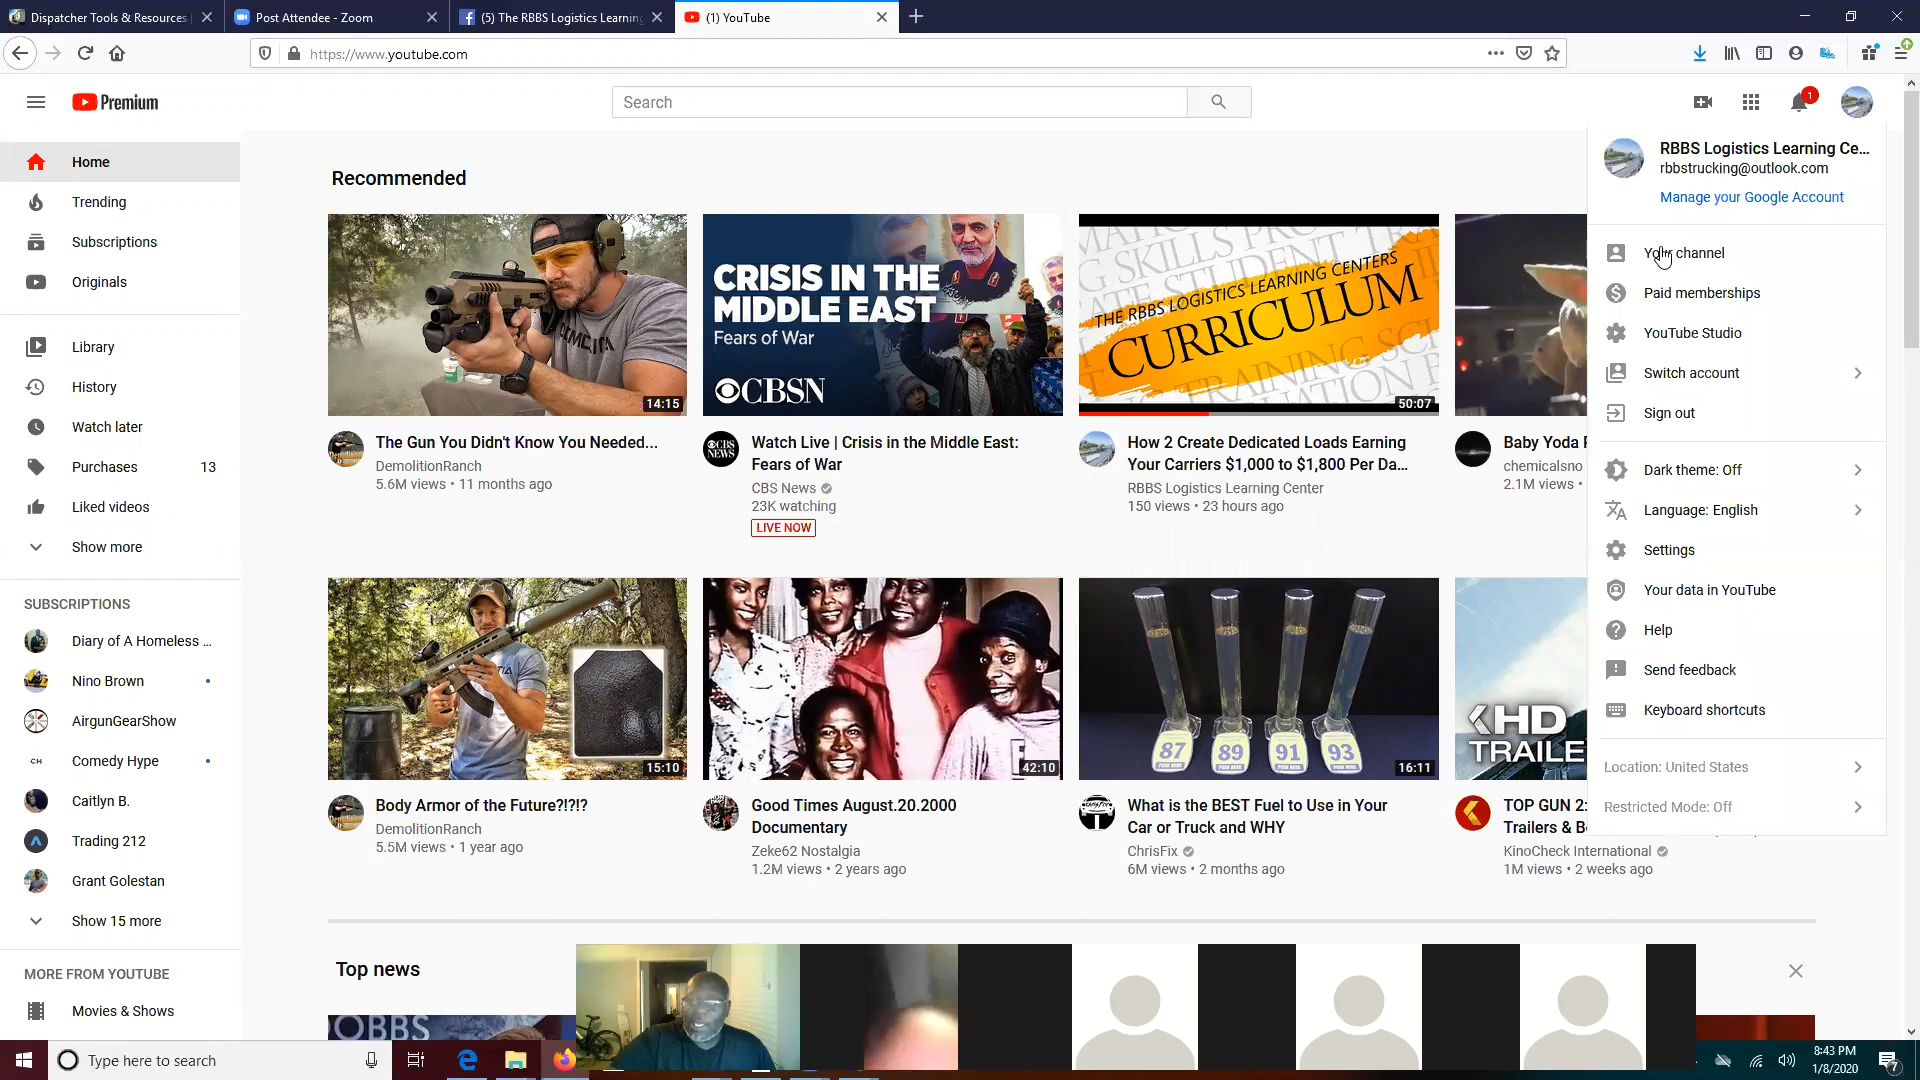 Dispatcher Tools & Resources
Post Attendee - Zoom
(5) The RBBS Logistics Learning
(1) YouTube
https://www.youtube.com
Premium
Search
1
Home
Trending
Subscriptions
Originals
Library
History
Watch later
Purchases 13
Liked videos
Show more
SUBSCRIPTIONS
Diary of A Homeless ...
Nino Brown
AirgunGearShow
CH Comedy Hype
Caitlyn B.
Trading 212
Grant Golestan
Show 15 more
MORE FROM YOUTUBE
Movies & Shows
Recommended
14:15
The Gun You Didn't Know You Needed...
DemolitionRanch
5.6M views • 11 months ago
CRISIS IN THE
MIDDLE EAST
Fears of War
CBSN
CBS NEWS
Watch Live | Crisis in the Middle East:
Fears of War
CBS News
23K watching
LIVE NOW
THE RBBS LOGISTICS LEARNING CENTERS
CURRICULUM
50:07
How 2 Create Dedicated Loads Earning
Your Carriers $1,000 to $1,800 Per Da...
RBBS Logistics Learning Center
150 views • 23 hours ago
Baby Yoda
chemicalsno
2.1M views •
15:10
Body Armor of the Future?!?!?
DemolitionRanch
5.5M views • 1 year ago
42:10
Good Times August.20.2000
Documentary
Zeke62 Nostalgia
1.2M views • 2 years ago
87 89 91 93
16:11
What is the BEST Fuel to Use in Your
Car or Truck and WHY
ChrisFix
6M views • 2 months ago
HD
TRAILE
TOP GUN 2:
Trailers & B
KinoCheck International
1M views • 2 weeks ago
Top news
DOBBS
RBBS Logistics Learning Ce...
rbbstrucking@outlook.com
Manage your Google Account
Your channel
Paid memberships
YouTube Studio
Switch account
Sign out
Dark theme: Off
Language: English
Settings
Your data in YouTube
Help
Send feedback
Keyboard shortcuts
Location: United States
Restricted Mode: Off
Type here to search
8:43 PM
1/8/2020
7